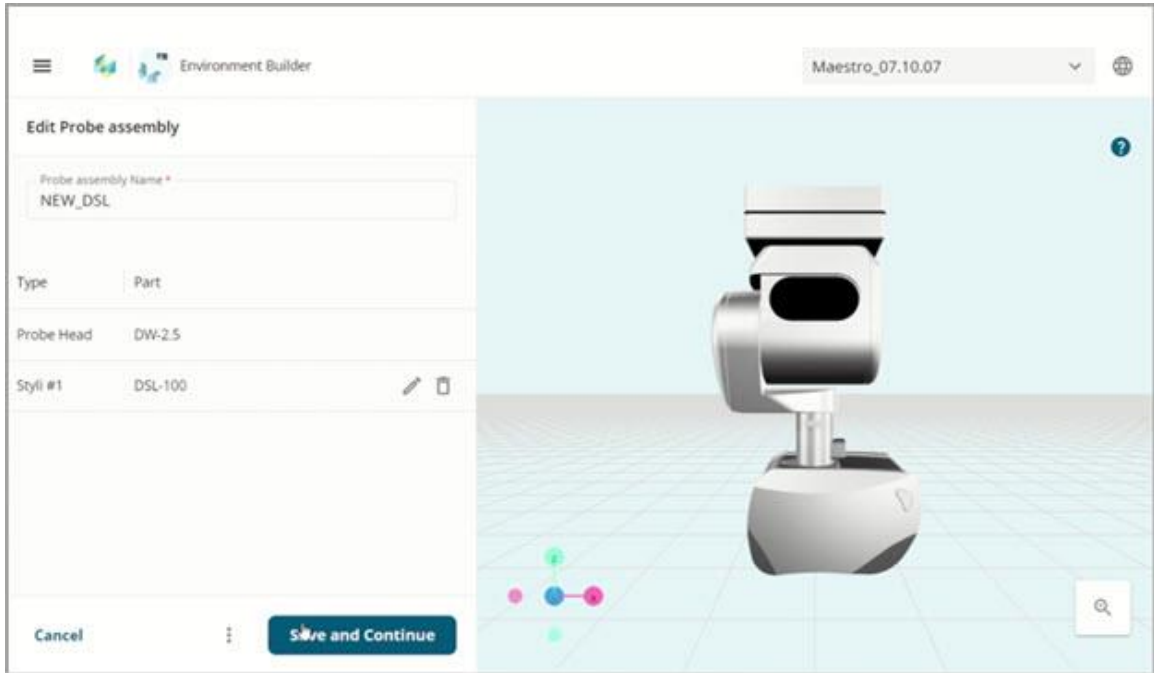 Environment Builder
Maestro_07.10.07
Edit Probe assembly
Probe assembly Name *
NEW_DSL
Type Part
Probe Head DW-2.5
Styli #1 DSL-100
Cancel
Save and Continue
?